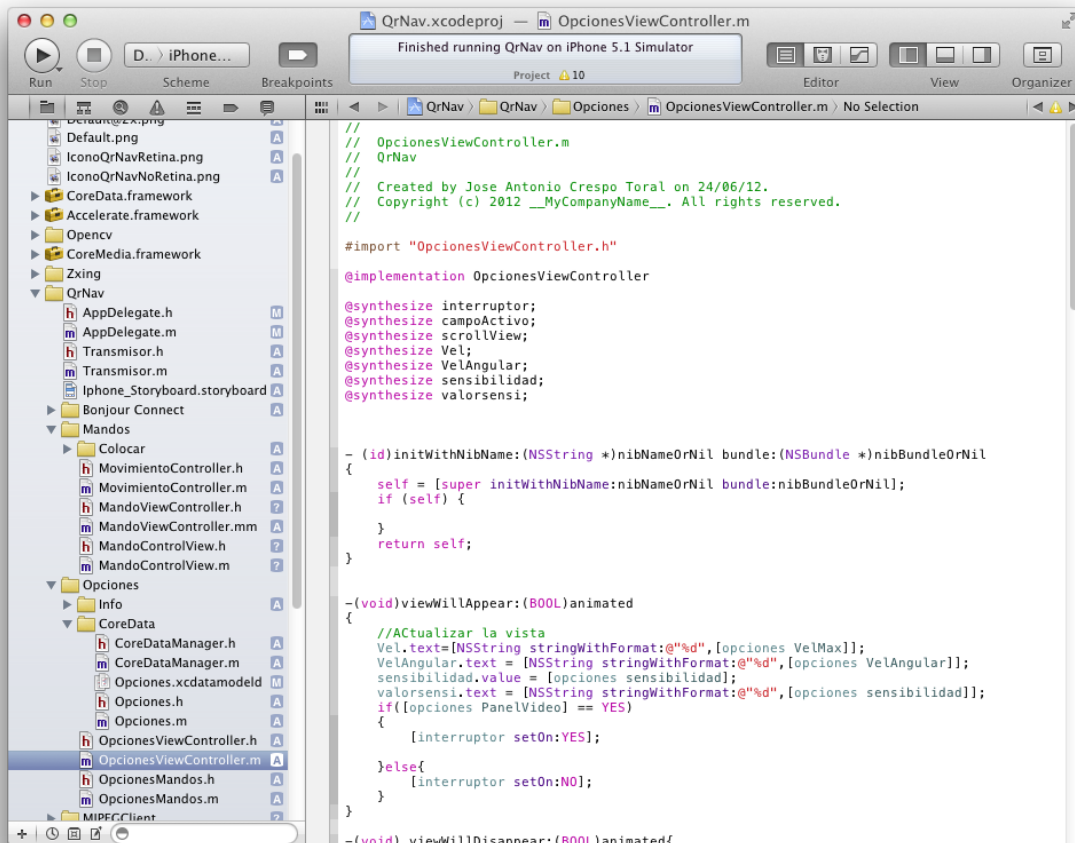 QrNav.xcodeproj — OpcionesViewController.m
D.. iPhone...
Finished running QrNav on iPhone 5.1 Simulator
Project 10
Run Stop Scheme Breakpoints Editor View Organizer
QrNav QrNav Opciones OpcionesViewController.m No Selection
Default@2x.png A
Default.png A
IconoQrNavRetina.png A
IconoQrNavNoRetina.png A
CoreData.framework
Accelerate.framework
Opencv
CoreMedia.framework
Zxing
QrNav
AppDelegate.h M
AppDelegate.m M
Transmisor.h A
Transmisor.m A
Iphone_Storyboard.storyboard A
Bonjour Connect A
Mandos
Colocar A
MovimientoController.h A
MovimientoController.m A
MandoViewController.h ?
MandoViewController.mm A
MandoControlView.h ?
MandoControlView.m ?
Opciones
Info A
CoreData
CoreDataManager.h A
CoreDataManager.m A
Opciones.xcdatamodeld M
Opciones.h A
Opciones.m A
OpcionesViewController.h A
OpcionesViewController.m A
OpcionesMandos.h A
OpcionesMandos.m A
MJPEGClient ?
//
// OpcionesViewController.m
// QrNav
//
// Created by Jose Antonio Crespo Toral on 24/06/12.
// Copyright (c) 2012 __MyCompanyName__. All rights reserved.
//
#import "OpcionesViewController.h"
@implementation OpcionesViewController
@synthesize interruptor;
@synthesize campoActivo;
@synthesize scrollView;
@synthesize Vel;
@synthesize VelAngular;
@synthesize sensibilidad;
@synthesize valorsensi;
- (id)initWithNibName:(NSString *)nibNameOrNil bundle:(NSBundle *)nibBundleOrNil
{
self = [super initWithNibName:nibNameOrNil bundle:nibBundleOrNil];
if (self) {
}
return self;
}
-(void)viewWillAppear:(BOOL)animated
{
//ACtualizar la vista
Vel.text=[NSString stringWithFormat:@"%d",[opciones VelMax]];
VelAngular.text = [NSString stringWithFormat:@"%d",[opciones VelAngular]];
sensibilidad.value = [opciones sensibilidad];
valorsensi.text = [NSString stringWithFormat:@"%d",[opciones sensibilidad]];
if([opciones PanelVideo] == YES)
{
[interruptor setOn:YES];
}else{
[interruptor setOn:NO];
}
}
-(void) viewWillDisappear:(BOOL)animated{